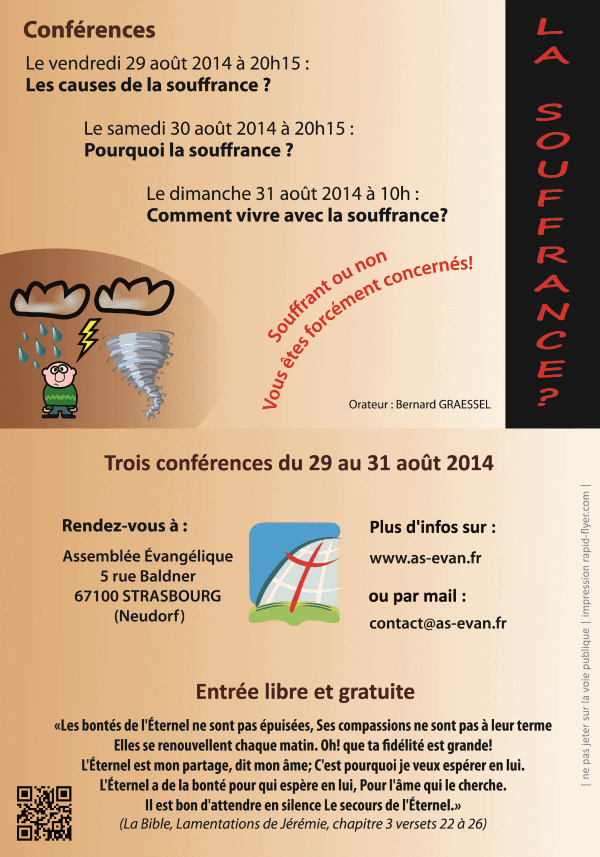 Conférences
Le vendredi 29 août 2014 à 20h15 :
Les causes de la souffrance ?
Le samedi 30 août 2014 à 20h15 :
Pourquoi la souffrance ?
Le dimanche 31 août 2014 à 10h :
Comment vivre avec la souffrance?
LA SOUFFRANCE?
Souffrant ou non
Vous êtes forcément concernés!
Orateur : Bernard GRAESSEL
Trois conférences du 29 au 31 août 2014
Rendez-vous à :
Assemblée Évangélique
5 rue Baldner
67100 STRASBOURG
(Neudorf)
Plus d'infos sur :
www.as-evan.fr
ou par mail :
contact@as-evan.fr
| ne pas jeter sur la voie publique | impression rapid-flyer.com |
Entrée libre et gratuite
«Les bontés de l'Éternel ne sont pas épuisées, Ses compassions ne sont pas à leur terme
Elles se renouvellent chaque matin. Oh! que ta fidélité est grande!
L'Éternel est mon partage, dit mon âme; C'est pourquoi je veux espérer en lui.
L'Éternel a de la bonté pour qui espère en lui, Pour l'âme qui le cherche.
Il est bon d'attendre en silence Le secours de l'Éternel.»
(La Bible, Lamentations de Jérémie, chapitre 3 versets 22 à 26)